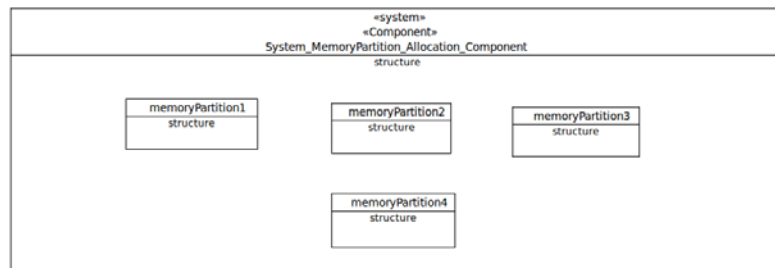 «system»
«Component»
System_MemoryPartition_Allocation_Component
structure
memoryPartition1
structure
memoryPartition2
structure
memoryPartition3
structure
memoryPartition4
structure